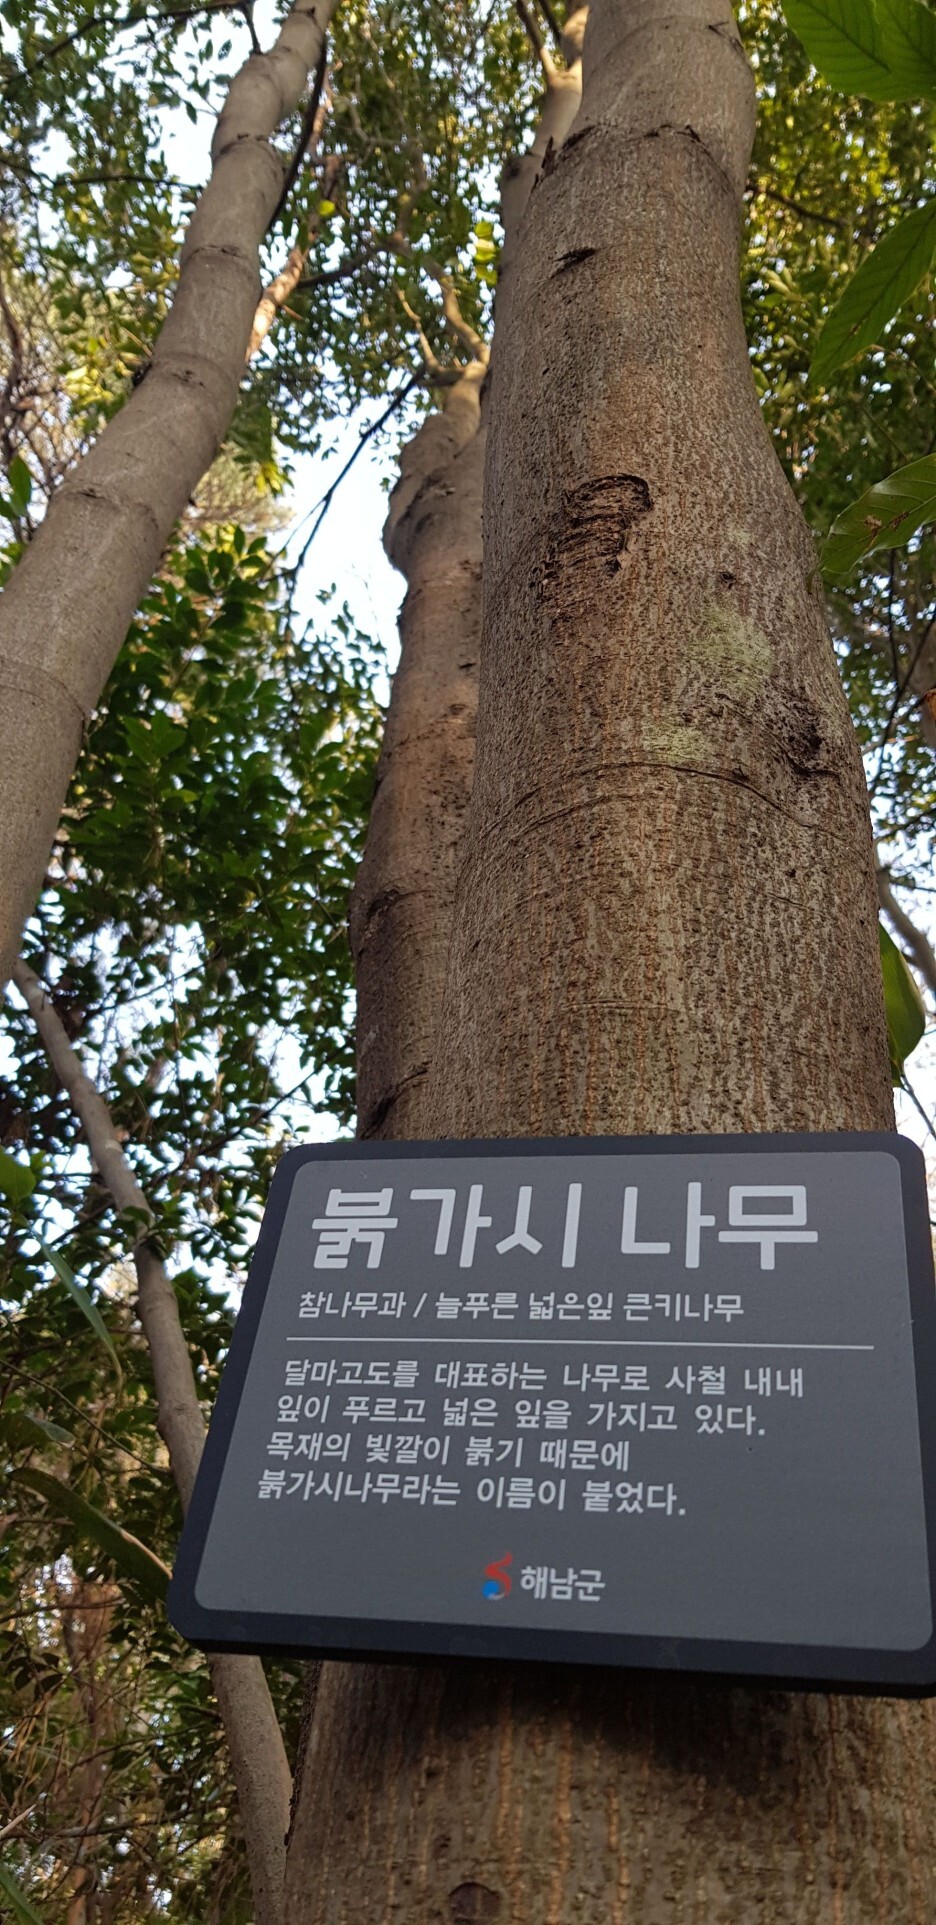 붉가시 나무
참나무과 / 늘푸른 넓은잎 큰키나무
달마고도를 대표하는 나무로 사철 내내
잎이 푸르고 넓은 잎을 가지고 있다.
목재의 빛깔이 붉기 때문에
붉가시나무라는 이름이 붙었다.
해남군